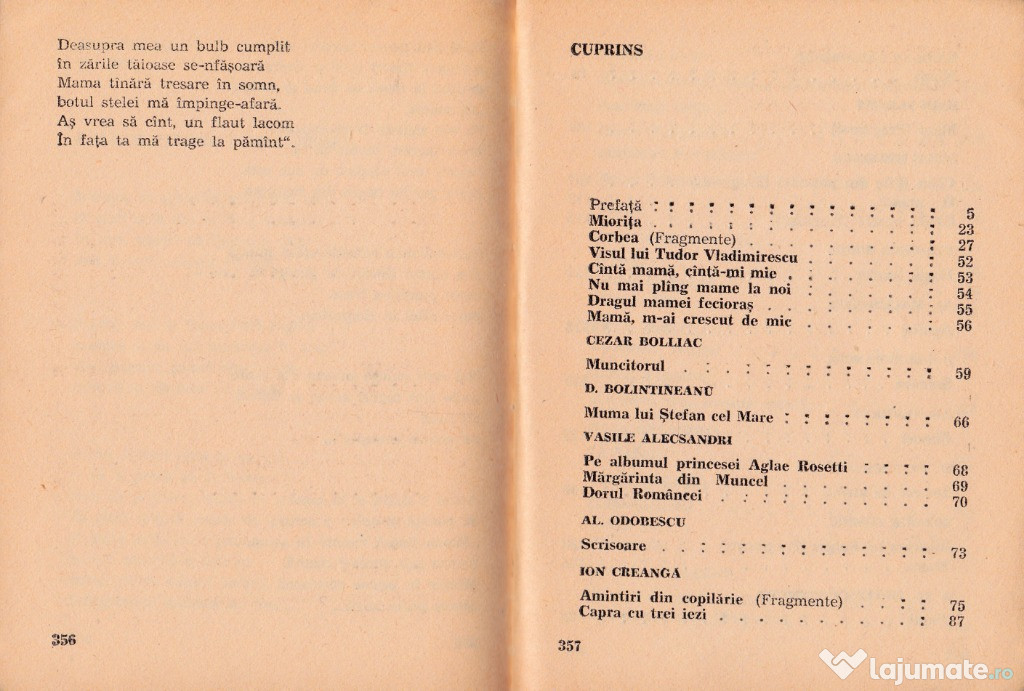 Deasupra mea un bulb cumplit
în zările tăioase se-nfășoară
Mama tînără tresare în somn,
botul stelei mă împinge-afară.
Aș vrea să cînt, un flaut lacom
În fața ta mă trage la pămînt“.
356
CUPRINS
Prefață 5
Miorița 23
Corbea (Fragmente) 27
Visul lui Tudor Vladimirescu 52
Cîntă mamă, cîntă-mi mie 53
Nu mai plîng mame la noi 54
Dragul mamei fecioraș 55
Mamă, m-ai crescut de mic 56
CEZAR BOLLIAC
Muncitorul 59
D. BOLINTINEANU
Muma lui Ștefan cel Mare 66
VASILE ALECSANDRI
Pe albumul princesei Aglae Rosetti 68
Mărgărinta din Muncel 69
Dorul Româncei 70
AL. ODOBESCU
Scrisoare 73
ION CREANGĂ
Amintiri din copilărie (Fragmente) 75
Capra cu trei iezi 87
357
lajumate.ro